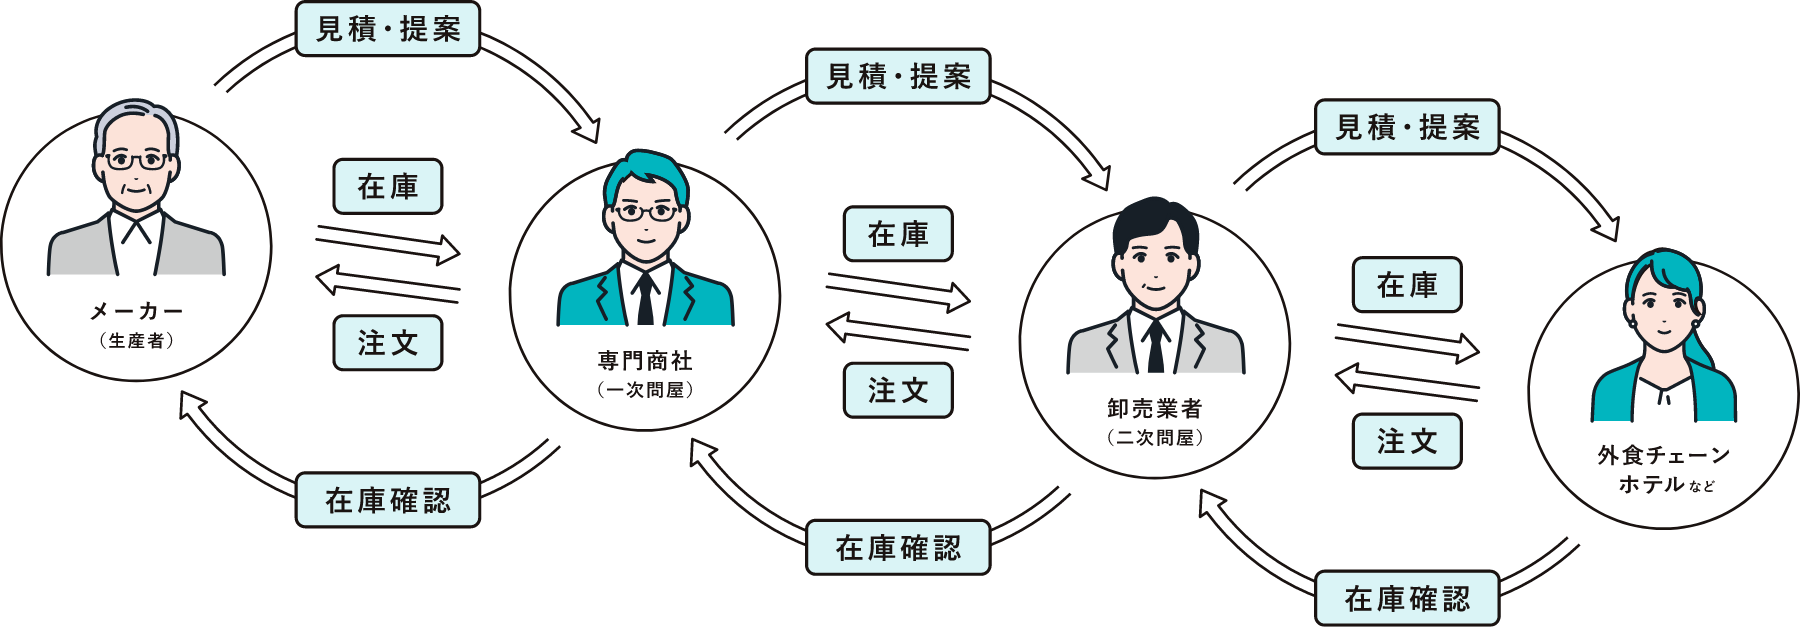 見積・提案
在庫
注文
在庫確認
メーカー
（生産者）
見積・提案
在庫
注文
在庫確認
専門商社
（一次問屋）
見積・提案
在庫
注文
在庫確認
卸売業者
（二次問屋）
外食チェーン
ホテルなど